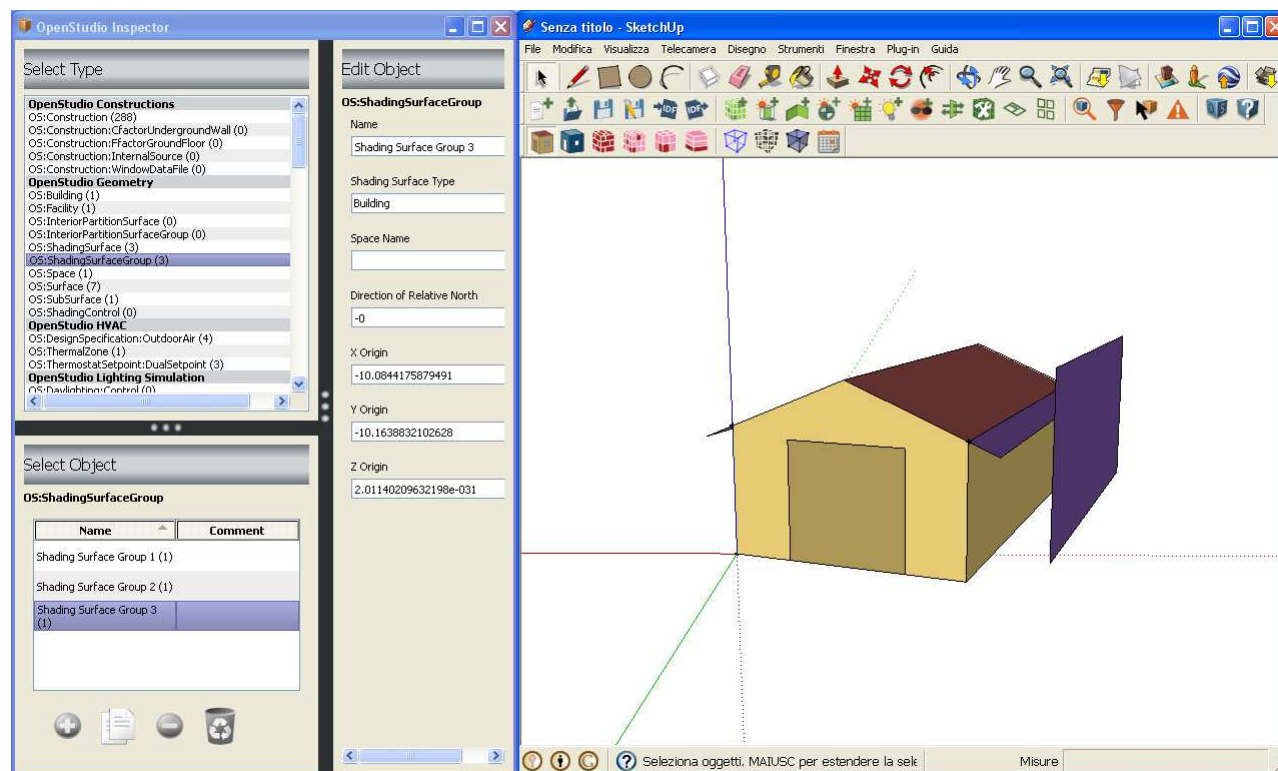 OpenStudio Inspector
Select Type
OpenStudio Constructions
OS:Construction (286)
OS:Construction:CfactorUndergroundWall (0)
OS:Construction:FfactorGroundFloor (0)
OS:Construction:InternalSource (0)
OS:Construction:WindowDataFile (0)
OpenStudio Geometry
OS:Building (1)
OS:Facility (1)
OS:InteriorPartitionSurface (0)
OS:InteriorPartitionSurfaceGroup (0)
OS:ShadingSurface (3)
OS:ShadingSurfaceGroup (3)
OS:Space (1)
OS:Surface (7)
OS:SubSurface (1)
OS:ShadingControl (0)
OpenStudio HVAC
OS:DesignSpecification:OutdoorAir (4)
OS:ThermalZone (1)
OS:ThermostatSetpoint:DualSetpoint (3)
OpenStudio Lighting Simulation
OS:Daylighting:Control (0)
Select Object
OS:ShadingSurfaceGroup
Name Comment
Shading Surface Group 1 (1)
Shading Surface Group 2 (1)
Shading Surface Group 3
(1)
Edit Object
OS:ShadingSurfaceGroup
Name
Shading Surface Group 3
Shading Surface Type
Building
Space Name
Direction of Relative North
-0
X Origin
-10.0844175879491
Y Origin
-10.1638832102628
Z Origin
2.01140209632198e-031
Senza titolo - SketchUp
File Modifica Visualizza Telecamera Disegno Strumenti Finestra Plug-in Guida
IDF IDF
Seleziona oggetti. MAIUSC per estendere la sele
Misure